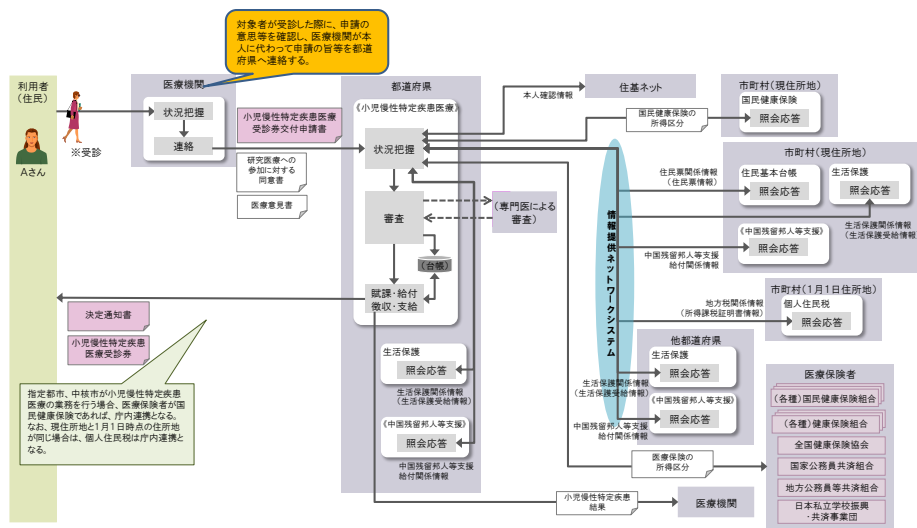 対象者が受診した際に、申請の
意思等を確認し、医療機関が本
人に代わって申請の旨等を都道
府県へ連絡する。
利用者
(住民)
Aさん
※受診
医療機関
状況把握
連絡
小児慢性特定疾患医療
受診券交付申請書
研究医療への
参加に対する
同意書
医療意見書
都道府県
《小児慢性特定疾患医療》
状況把握
審査
(台帳)
賦課・給付
徴収・支給
(専門医による
審査)
生活保護
照会応答
生活保護関係情報
(生活保護受給情報)
《中国残留邦人等支援》
照会応答
中国残留邦人等支援
給付関係情報
決定通知書
小児慢性特定疾患
医療受診券
指定都市、中核市が小児慢性特定疾患
医療の業務を行う場合、医療保険者が国
民健康保険であれば、庁内連携となる。
なお、現住所地と1月1日時点の住所地
が同じ場合は、個人住民税は庁内連携と
なる。
本人確認情報
住基ネット
国民健康保険の
所得区分
市町村(現住所地)
国民健康保険
照会応答
情報提供ネットワークシステム
市町村(現住所地)
住民票関係情報
(住民票情報)
住民基本台帳
照会応答
生活保護
照会応答
生活保護関係情報
(生活保護受給情報)
《中国残留邦人等支援》
照会応答
中国残留邦人等支援
給付関係情報
市町村(1月1日住所地)
地方税関係情報
(所得課税証明書情報)
個人住民税
照会応答
他都道府県
生活保護
照会応答
生活保護関係情報
(生活保護受給情報)
《中国残留邦人等支援》
照会応答
中国残留邦人等支援
給付関係情報
医療保険の
所得区分
医療保険者
(各種)国民健康保険組合
(各種)健康保険組合
全国健康保険協会
国家公務員共済組合
地方公務員等共済組合
日本私立学校振興
・共済事業団
小児慢性特定疾患
結果
医療機関